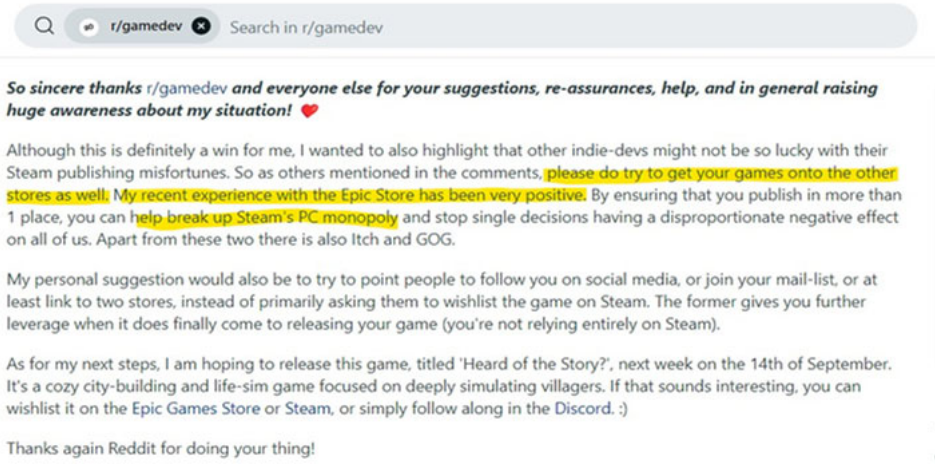 r/gamedev Search in r/gamedev
So sincere thanks r/gamedev and everyone else for your suggestions, re-assurances, help, and in general raising
huge awareness about my situation! ❤️
Although this is definitely a win for me, I wanted to also highlight that other indie-devs might not be so lucky with their
Steam publishing misfortunes. So as others mentioned in the comments, please do try to get your games onto the other
stores as well. My recent experience with the Epic Store has been very positive. By ensuring that you publish in more than
1 place, you can help break up Steam's PC monopoly and stop single decisions having a disproportionate negative effect
on all of us. Apart from these two there is also Itch and GOG.
My personal suggestion would also be to try to point people to follow you on social media, or join your mail-list, or at
least link to two stores, instead of primarily asking them to wishlist the game on Steam. The former gives you further
leverage when it does finally come to releasing your game (you're not relying entirely on Steam).
As for my next steps, I am hoping to release this game, titled 'Heard of the Story?', next week on the 14th of September.
It's a cozy city-building and life-sim game focused on deeply simulating villagers. If that sounds interesting, you can
wishlist it on the Epic Games Store or Steam, or simply follow along in the Discord. :)
Thanks again Reddit for doing your thing!